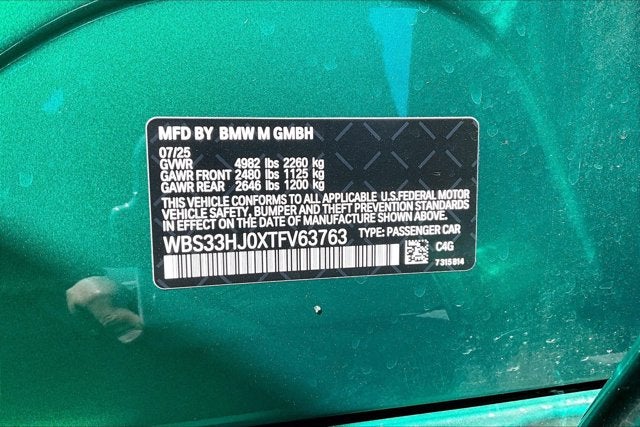 MFD BY BMW M GMBH
07/25
GVWR 4982 lbs 2260 kg
GAWR FRONT 2480 lbs 1125 kg
GAWR REAR 2646 lbs 1200 kg
THIS VEHICLE CONFORMS TO ALL APPLICABLE U.S.FEDERAL MOTOR
VEHICLE SAFETY, BUMPER AND THEFT PREVENTION STANDARDS
IN EFFECT ON THE DATE OF MANUFACTURE SHOWN ABOVE.
WBS33HJ0XTFV63763 TYPE: PASSENGER CAR
C4G
7315814